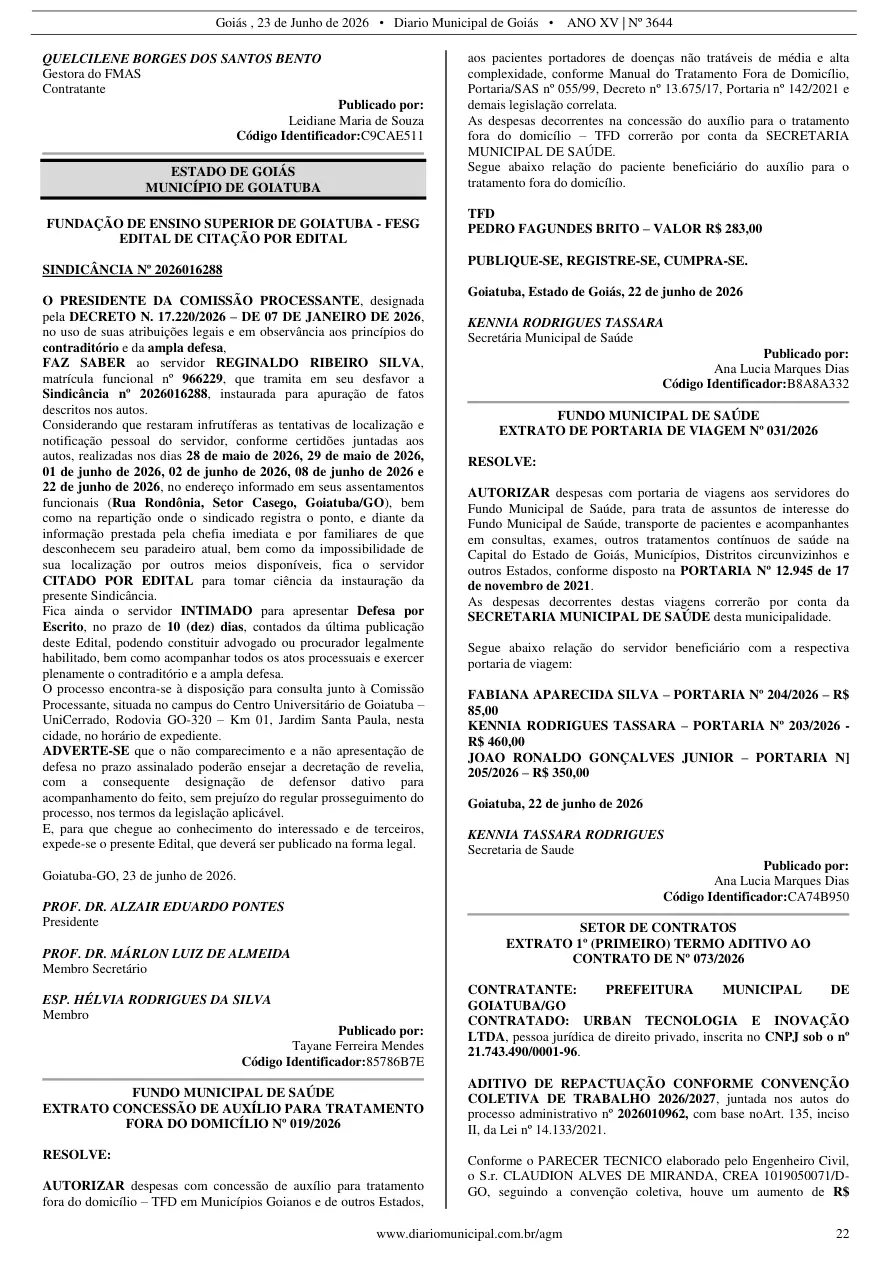 Goiás , 23 de Junho de 2026 • Diario Municipal de Goiás • ANO XV | Nº 3644
QUELCILENE BORGES DOS SANTOS BENTO
Gestora do FMAS
Contratante
Publicado por:
Leidiane Maria de Souza
Código Identificador:C9CAE511
ESTADO DE GOIÁS
MUNICÍPIO DE GOIATUBA
FUNDAÇÃO DE ENSINO SUPERIOR DE GOIATUBA - FESG
EDITAL DE CITAÇÃO POR EDITAL
SINDICÂNCIA Nº 2026016288
O PRESIDENTE DA COMISSÃO PROCESSANTE, designada
pela DECRETO N. 17.220/2026 – DE 07 DE JANEIRO DE 2026,
no uso de suas atribuições legais e em observância aos princípios do
contraditório e da ampla defesa,
FAZ SABER ao servidor REGINALDO RIBEIRO SILVA,
matrícula funcional nº 966229, que tramita em seu desfavor a
Sindicância nº 2026016288, instaurada para apuração de fatos
descritos nos autos.
Considerando que restaram infrutíferas as tentativas de localização e
notificação pessoal do servidor, conforme certidões juntadas aos
autos, realizadas nos dias 28 de maio de 2026, 29 de maio de 2026,
01 de junho de 2026, 02 de junho de 2026, 08 de junho de 2026 e
22 de junho de 2026, no endereço informado em seus assentamentos
funcionais (Rua Rondônia, Setor Casego, Goiatuba/GO), bem
como na repartição onde o sindicado registra o ponto, e diante da
informação prestada pela chefia imediata e por familiares de que
desconhecem seu paradeiro atual, bem como da impossibilidade de
sua localização por outros meios disponíveis, fica o servidor
CITADO POR EDITAL para tomar ciência da instauração da
presente Sindicância.
Fica ainda o servidor INTIMADO para apresentar Defesa por
Escrito, no prazo de 10 (dez) dias, contados da última publicação
deste Edital, podendo constituir advogado ou procurador legalmente
habilitado, bem como acompanhar todos os atos processuais e exercer
plenamente o contraditório e a ampla defesa.
O processo encontra-se à disposição para consulta junto à Comissão
Processante, situada no campus do Centro Universitário de Goiatuba –
UniCerrado, Rodovia GO-320 – Km 01, Jardim Santa Paula, nesta
cidade, no horário de expediente.
ADVERTE-SE que o não comparecimento e a não apresentação de
defesa no prazo assinalado poderão ensejar a decretação de revelia,
com a consequente designação de defensor dativo para
acompanhamento do feito, sem prejuízo do regular prosseguimento do
processo, nos termos da legislação aplicável.
E, para que chegue ao conhecimento do interessado e de terceiros,
expede-se o presente Edital, que deverá ser publicado na forma legal.
Goiatuba-GO, 23 de junho de 2026.
PROF. DR. ALZAIR EDUARDO PONTES
Presidente
PROF. DR. MÁRLON LUIZ DE ALMEIDA
Membro Secretário
ESP. HÉLVIA RODRIGUES DA SILVA
Membro
Publicado por:
Tayane Ferreira Mendes
Código Identificador:85786B7E
FUNDO MUNICIPAL DE SAÚDE
EXTRATO CONCESSÃO DE AUXÍLIO PARA TRATAMENTO
FORA DO DOMICÍLIO Nº 019/2026
RESOLVE:
AUTORIZAR despesas com concessão de auxílio para tratamento
fora do domicílio – TFD em Municípios Goianos e de outros Estados,
aos pacientes portadores de doenças não tratáveis de média e alta
complexidade, conforme Manual do Tratamento Fora de Domicílio,
Portaria/SAS nº 055/99, Decreto nº 13.675/17, Portaria nº 142/2021 e
demais legislação correlata.
As despesas decorrentes na concessão do auxílio para o tratamento
fora do domicílio – TFD correrão por conta da SECRETARIA
MUNICIPAL DE SAÚDE.
Segue abaixo relação do paciente beneficiário do auxílio para o
tratamento fora do domicílio.
TFD
PEDRO FAGUNDES BRITO – VALOR R$ 283,00
PUBLIQUE-SE, REGISTRE-SE, CUMPRA-SE.
Goiatuba, Estado de Goiás, 22 de junho de 2026
KENNIA RODRIGUES TASSARA
Secretária Municipal de Saúde
Publicado por:
Ana Lucia Marques Dias
Código Identificador:B8A8A332
FUNDO MUNICIPAL DE SAÚDE
EXTRATO DE PORTARIA DE VIAGEM Nº 031/2026
RESOLVE:
AUTORIZAR despesas com portaria de viagens aos servidores do
Fundo Municipal de Saúde, para trata de assuntos de interesse do
Fundo Municipal de Saúde, transporte de pacientes e acompanhantes
em consultas, exames, outros tratamentos contínuos de saúde na
Capital do Estado de Goiás, Municípios, Distritos circunvizinhos e
outros Estados, conforme disposto na PORTARIA Nº 12.945 de 17
de novembro de 2021.
As despesas decorrentes destas viagens correrão por conta da
SECRETARIA MUNICIPAL DE SAÚDE desta municipalidade.
Segue abaixo relação do servidor beneficiário com a respectiva
portaria de viagem:
FABIANA APARECIDA SILVA – PORTARIA Nº 204/2026 – R$
85,00
KENNIA RODRIGUES TASSARA – PORTARIA Nº 203/2026 -
R$ 460,00
JOAO RONALDO GONÇALVES JUNIOR – PORTARIA N]
205/2026 – R$ 350,00
Goiatuba, 22 de junho de 2026
KENNIA TASSARA RODRIGUES
Secretaria de Saude
Publicado por:
Ana Lucia Marques Dias
Código Identificador:CA74B950
SETOR DE CONTRATOS
EXTRATO 1º (PRIMEIRO) TERMO ADITIVO AO
CONTRATO DE Nº 073/2026
CONTRATANTE: PREFEITURA MUNICIPAL DE
GOIATUBA/GO
CONTRATADO: URBAN TECNOLOGIA E INOVAÇÃO
LTDA, pessoa jurídica de direito privado, inscrita no CNPJ sob o nº
21.743.490/0001-96.
ADITIVO DE REPACTUAÇÃO CONFORME CONVENÇÃO
COLETIVA DE TRABALHO 2026/2027, juntada nos autos do
processo administrativo nº 2026010962, com base noArt. 135, inciso
II, da Lei nº 14.133/2021.
Conforme o PARECER TECNICO elaborado pelo Engenheiro Civil,
o S.r. CLAUDION ALVES DE MIRANDA, CREA 1019050071/D-
GO, seguindo a convenção coletiva, houve um aumento de R$
www.diariomunicipal.com.br/agm
22